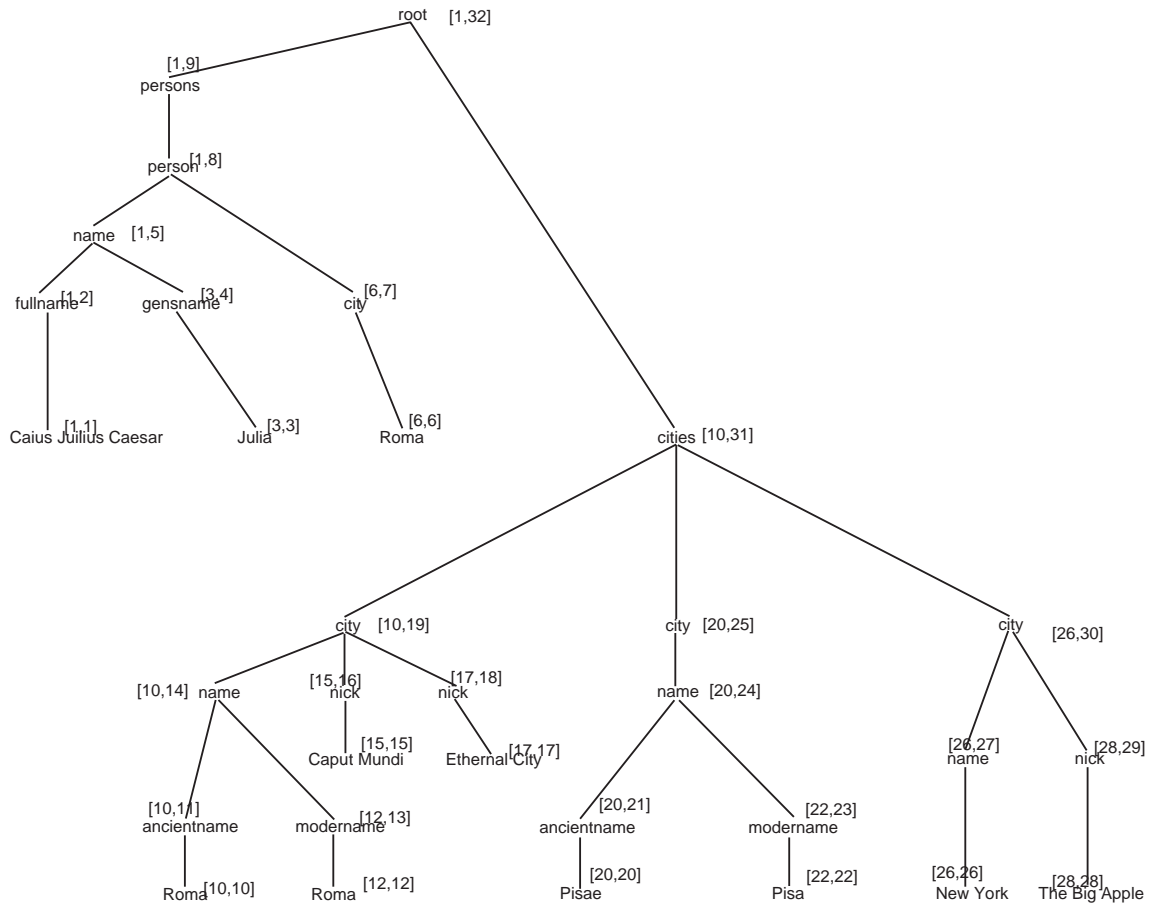 root [1,32]
[1,9]
persons
person [1,8]
name [1,5]
fullname [1,2] gensname [3,4] city [6,7]
Caius Juilius Caesar [1,1] Julia [3,3] Roma [6,6] cities [10,31]
city [10,19] city [20,25] city [26,30]
[10,14] name [15,16] nick [17,18] nick name [20,24]
[15,15] Caput Mundi [17,17] Ethernal City [26,27] name [28,29] nick
[10,11] ancientname [12,13] modername [20,21] ancientname [22,23] modername
Roma [10,10] Roma [12,12] Pisae [20,20] Pisa [22,22] [26,26] New York [28,28] The Big Apple